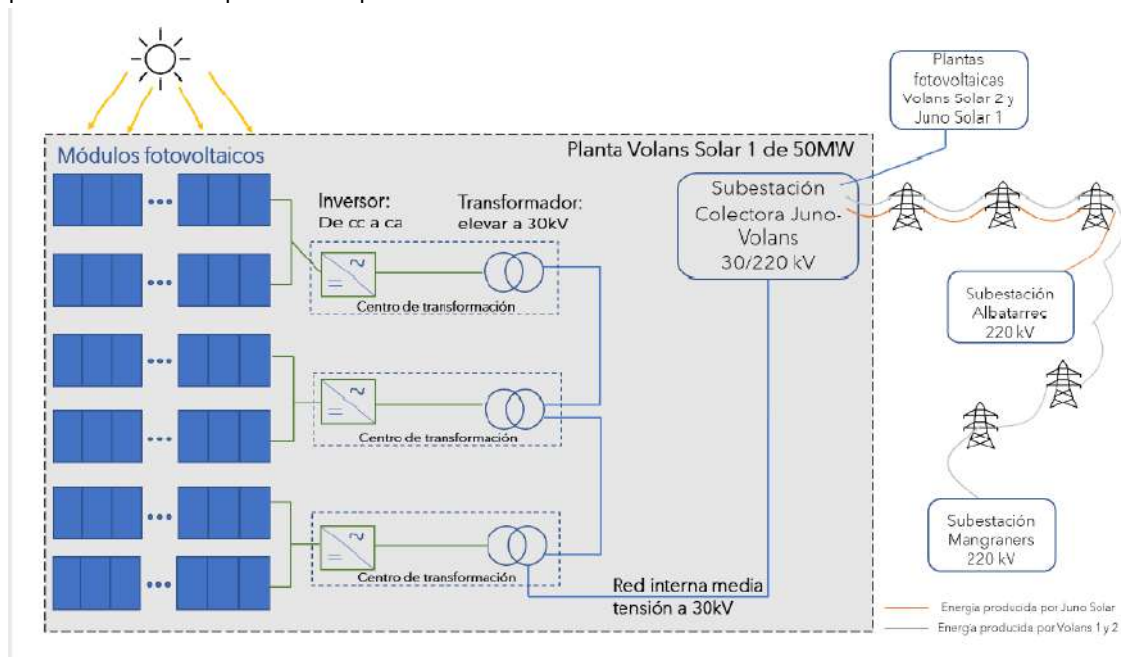 Plantas
fotovoltaicas
Volans Solar 2 y
Juno Solar 1
Módulos fotovoltaicos
Planta Volans Solar 1 de 50MW
Inversor:
De cc a ca
Transformador:
elevar a 30kV
Subestación
Colectora Juno-
Volans
30/220 kV
Centro de transformación
Centro de transformación
Centro de transformación
Red interna media
tensión a 30kV
Subestación
Albatarrec
220 kV
Subestación
Mangraners
220 kV
Energía producida por Juno Solar
Energía producida por Volans 1 y 2